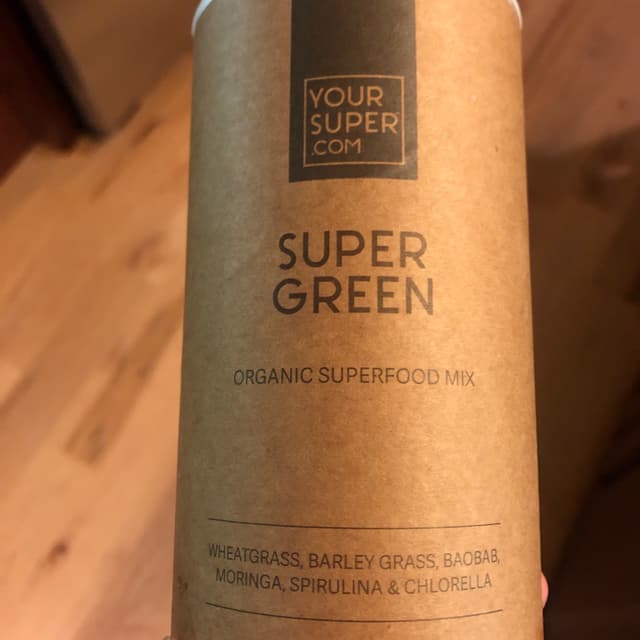 YOUR
SUPER
.COM
SUPER
GREEN
ORGANIC SUPERFOOD MIX
WHEATGRASS, BARLEY GRASS, BAOBAB,
MORINGA, SPIRULINA & CHLORELLA